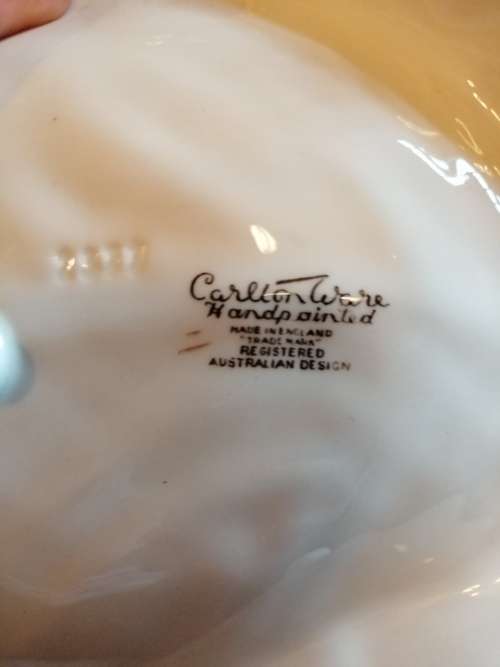 Carlton Ware
Handpainted
MADE IN ENGLAND
"TRADE MARK"
REGISTERED
AUSTRALIAN DESIGN